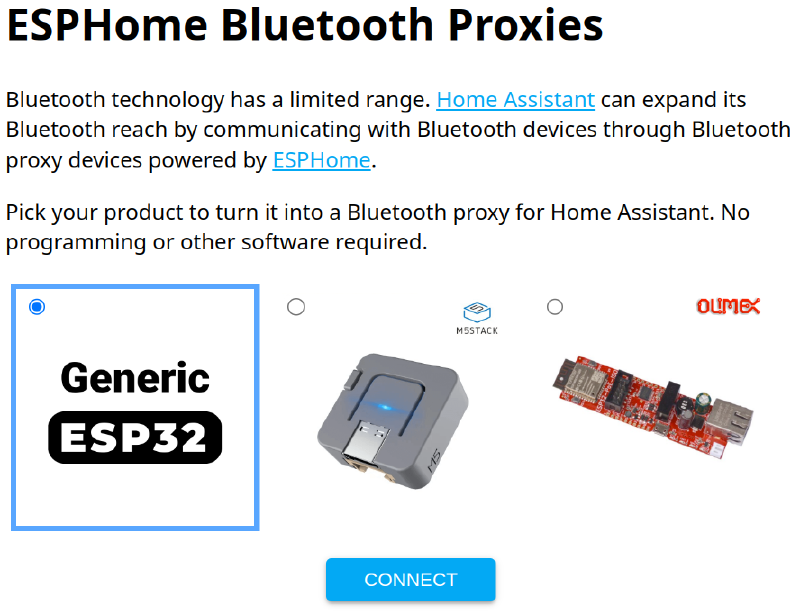 ESPHome Bluetooth Proxies
Bluetooth technology has a limited range. Home Assistant can expand its
Bluetooth reach by communicating with Bluetooth devices through Bluetooth
proxy devices powered by ESPHome.
Pick your product to turn it into a Bluetooth proxy for Home Assistant. No
programming or other software required.
Generic
ESP32
M5STACK
M5
OLIMEX
CONNECT